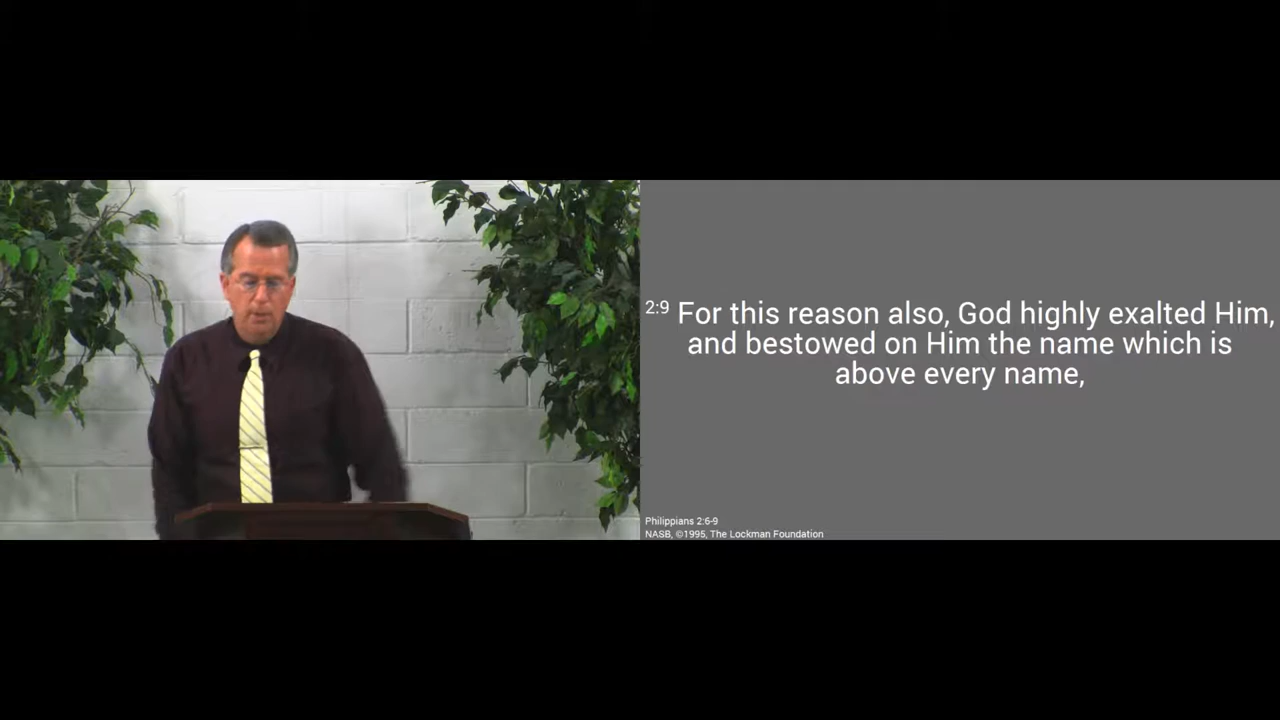 2:9 For this reason also, God highly exalted Him,
and bestowed on Him the name which is
above every name,
Philippians 2:6-9
NASB, ©1995, The Lockman Foundation